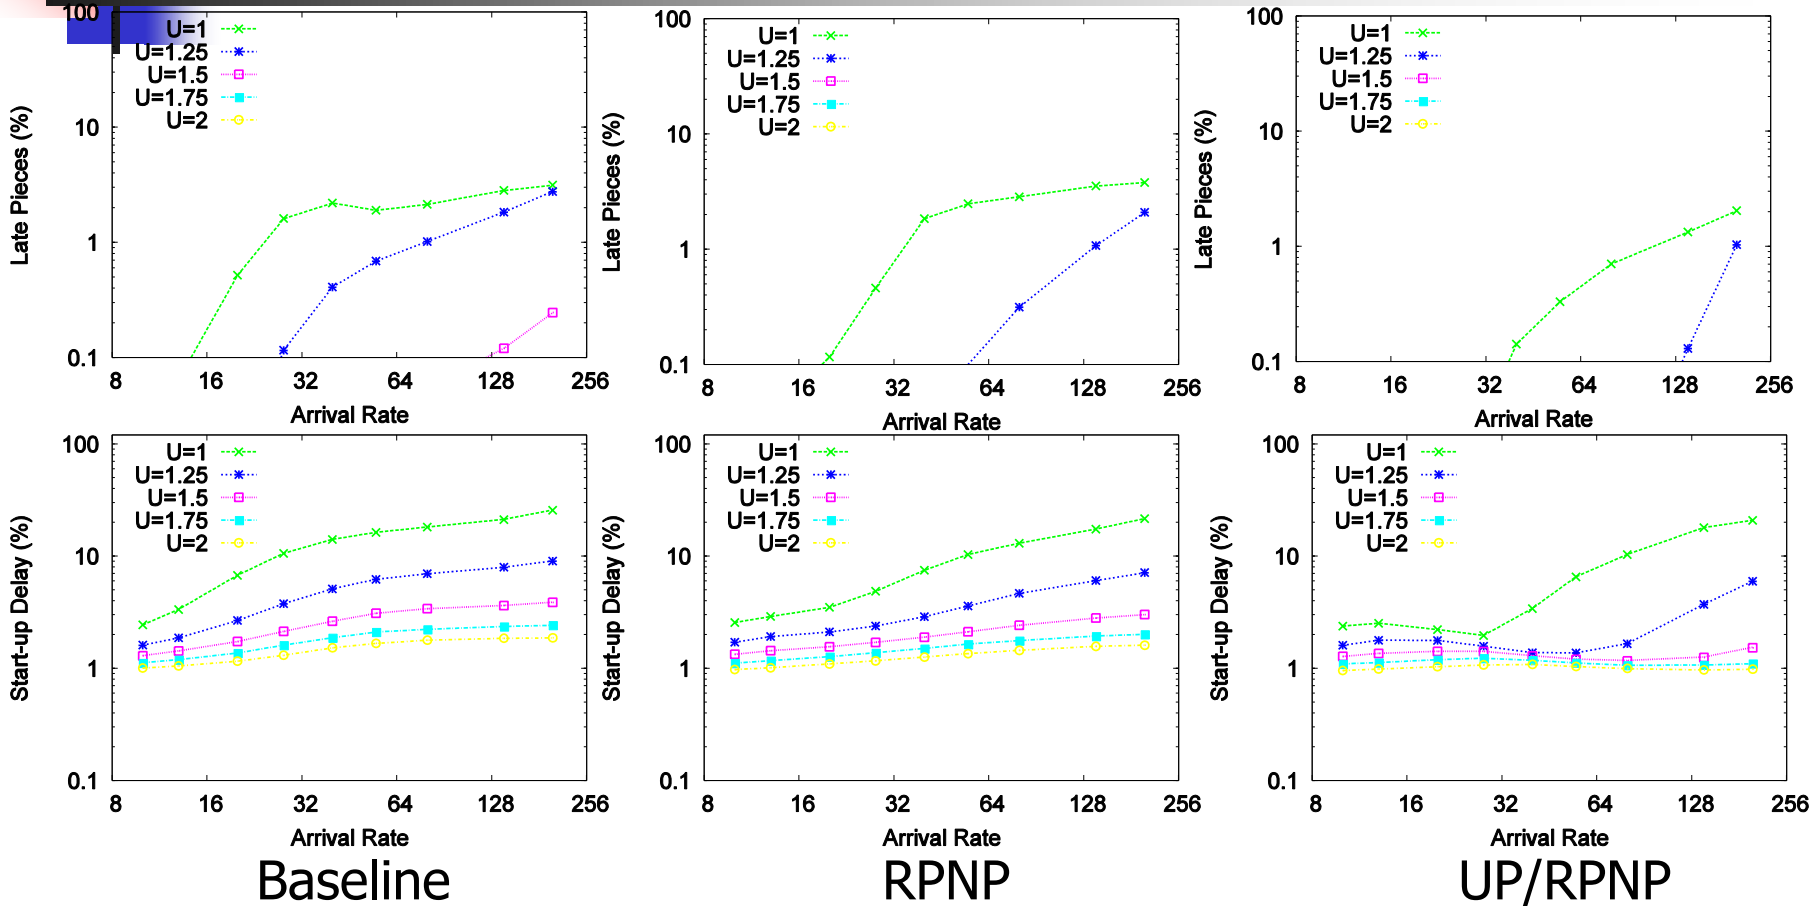 100
10
1
0.1
Late Pieces (%)
U=1
U=1.25
U=1.5
U=1.75
U=2
8 16 32 64 128 256
Arrival Rate
100
10
1
0.1
Late Pieces (%)
U=1
U=1.25
U=1.5
U=1.75
U=2
8 16 32 64 128 256
Arrival Rate
100
10
1
0.1
Late Pieces (%)
U=1
U=1.25
U=1.5
U=1.75
U=2
8 16 32 64 128 256
Arrival Rate
100
10
1
0.1
Start-up Delay (%)
U=1
U=1.25
U=1.5
U=1.75
U=2
8 16 32 64 128 256
Arrival Rate
Baseline
100
10
1
0.1
Start-up Delay (%)
U=1
U=1.25
U=1.5
U=1.75
U=2
8 16 32 64 128 256
Arrival Rate
RPNP
100
10
1
0.1
Start-up Delay (%)
U=1
U=1.25
U=1.5
U=1.75
U=2
8 16 32 64 128 256
Arrival Rate
UP/RPNP